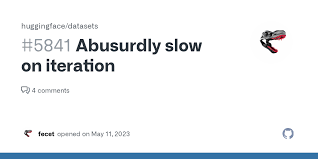 huggingface/datasets
#5841 Abusurdly slow
on iteration
4 comments
fecet opened on May 11, 2023